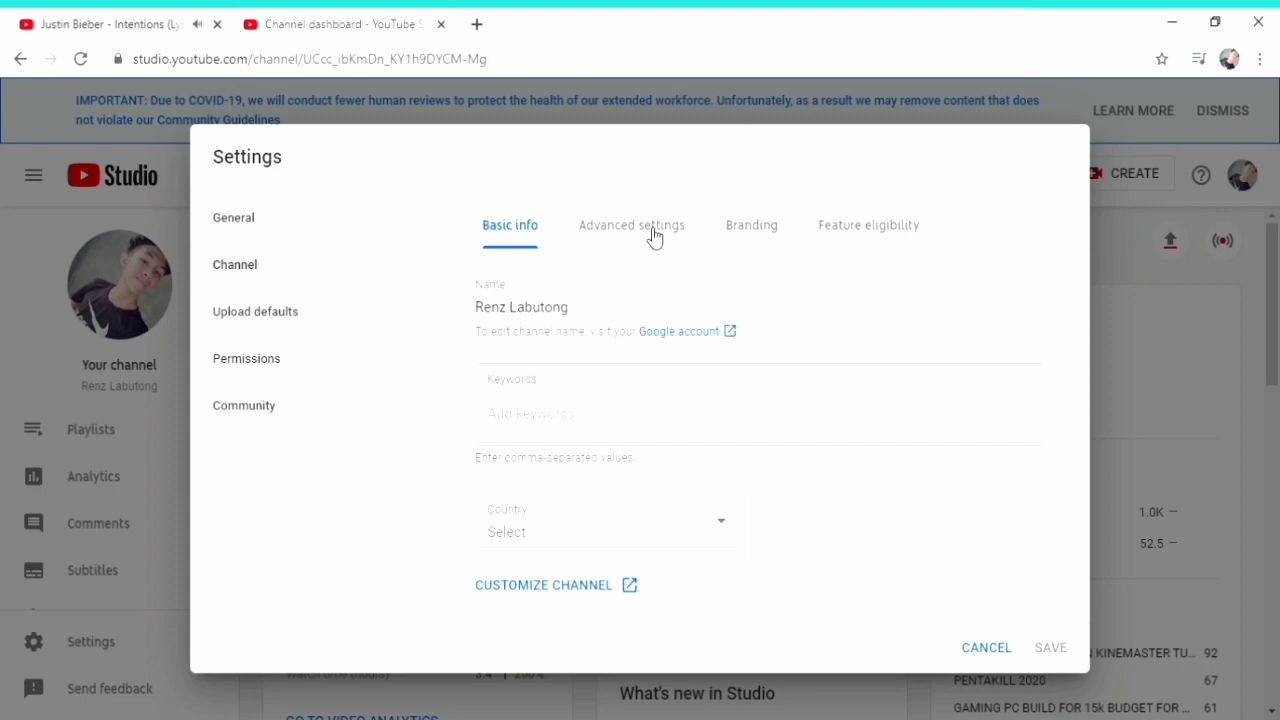 Justin Bieber - Intentions (Ly
Channel dashboard - YouTube S
studio.youtube.com/channel/UCcc_ibKmDn_KY1h9DYCM-Mg
IMPORTANT: Due to COVID-19, we will conduct fewer human reviews to protect the health of our extended workforce. Unfortunately, as a result we may remove content that does
not violate our Community Guidelines
LEARN MORE
DISMISS
Studio
CREATE
Settings
General
Channel
Upload defaults
Permissions
Community
Basic info
Advanced settings
Branding
Feature eligibility
Name
Renz Labutong
To edit channel name, visit your Google account
Keywords
Add keywords
Enter comma-separated values
Country
Select
CUSTOMIZE CHANNEL
CANCEL
SAVE
Your channel
Renz Labutong
Playlists
Analytics
Comments
Subtitles
Settings
Send feedback
1.0K —
52.5 —
KINEMASTER TU... 92
PENTAKILL 2020 67
GAMING PC BUILD FOR 15k BUDGET FOR ... 61
Watch time (hours) 3.4 200%
GO TO VIDEO ANALYTICS
What's new in Studio